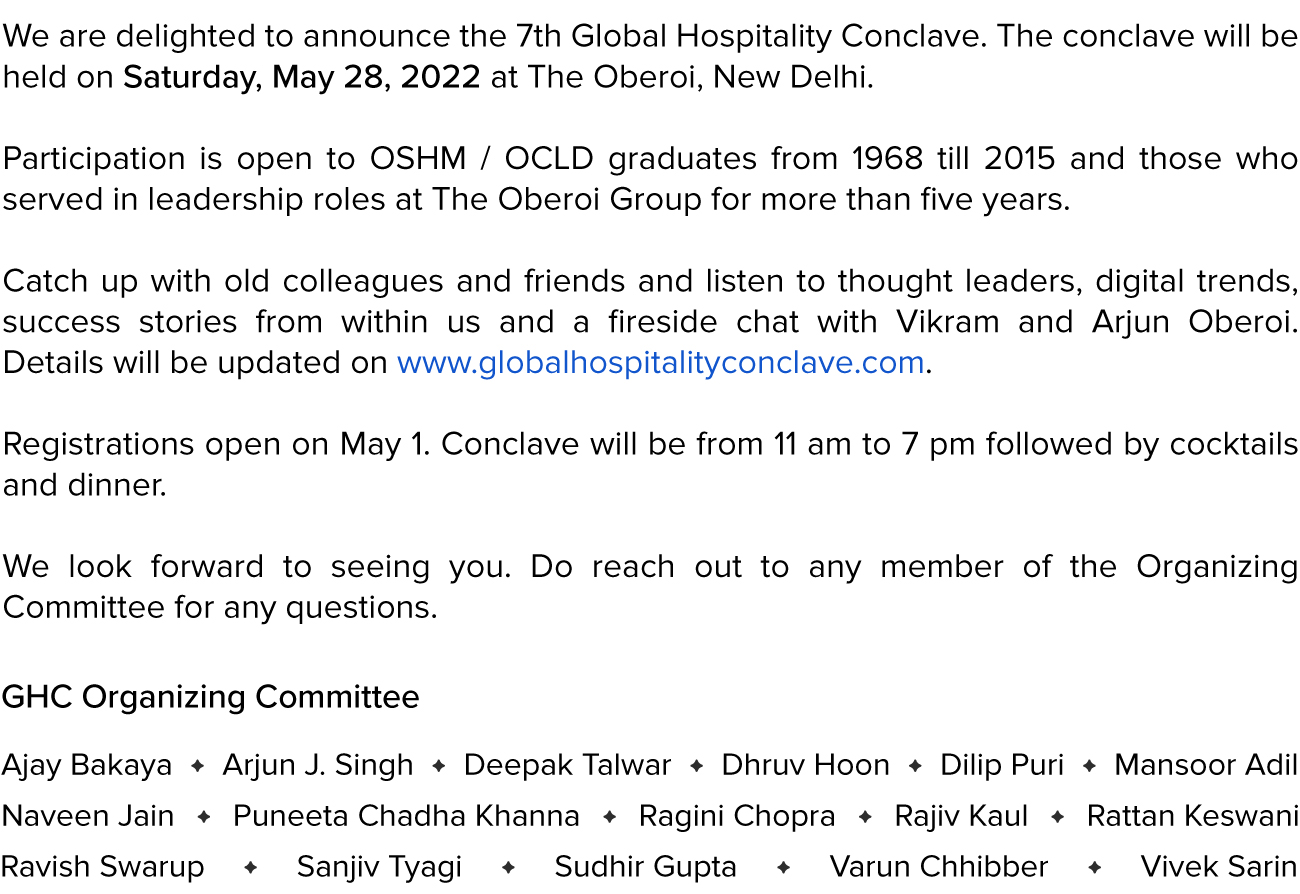 We are delighted to announce the 7th Global Hospitality Conclave. The conclave will be
held on Saturday, May 28, 2022 at The Oberoi, New Delhi.
Participation is open to OSHM / OCLD graduates from 1968 till 2015 and those who
served in leadership roles at The Oberoi Group for more than five years.
Catch up with old colleagues and friends and listen to thought leaders, digital trends,
success stories from within us and a fireside chat with Vikram and Arjun Oberoi.
Details will be updated on www.globalhospitalityconclave.com.
Registrations open on May 1. Conclave will be from 11 am to 7 pm followed by cocktails
and dinner.
We look forward to seeing you. Do reach out to any member of the Organizing
Committee for any questions.
GHC Organizing Committee
Ajay Bakaya ✦ Arjun J. Singh ✦ Deepak Talwar ✦ Dhruv Hoon ✦ Dilip Puri ✦ Mansoor Adil
Naveen Jain ✦ Puneeta Chadha Khanna ✦ Ragini Chopra ✦ Rajiv Kaul ✦ Rattan Keswani
Ravish Swarup ✦ Sanjiv Tyagi ✦ Sudhir Gupta ✦ Varun Chhibber ✦ Vivek Sarin